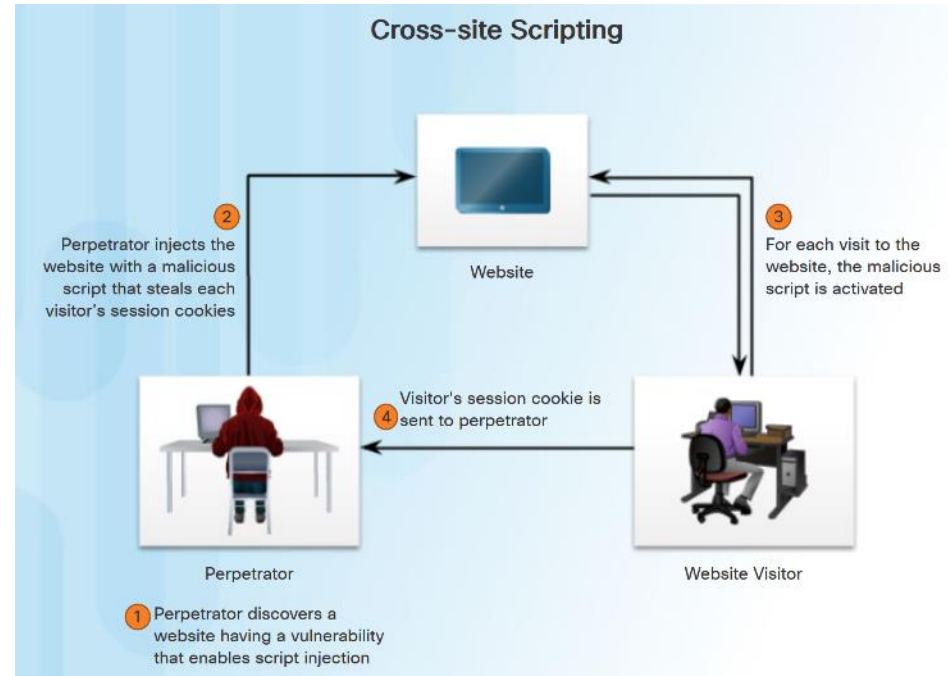 Cross-site Scripting
2
Perpetrator injects the
website with a malicious
script that steals each
visitor's session cookies
Website
3
For each visit to the
website, the malicious
script is activated
4
Visitor's session cookie is
sent to perpetrator
Perpetrator
Website Visitor
1
Perpetrator discovers a
website having a vulnerability
that enables script injection